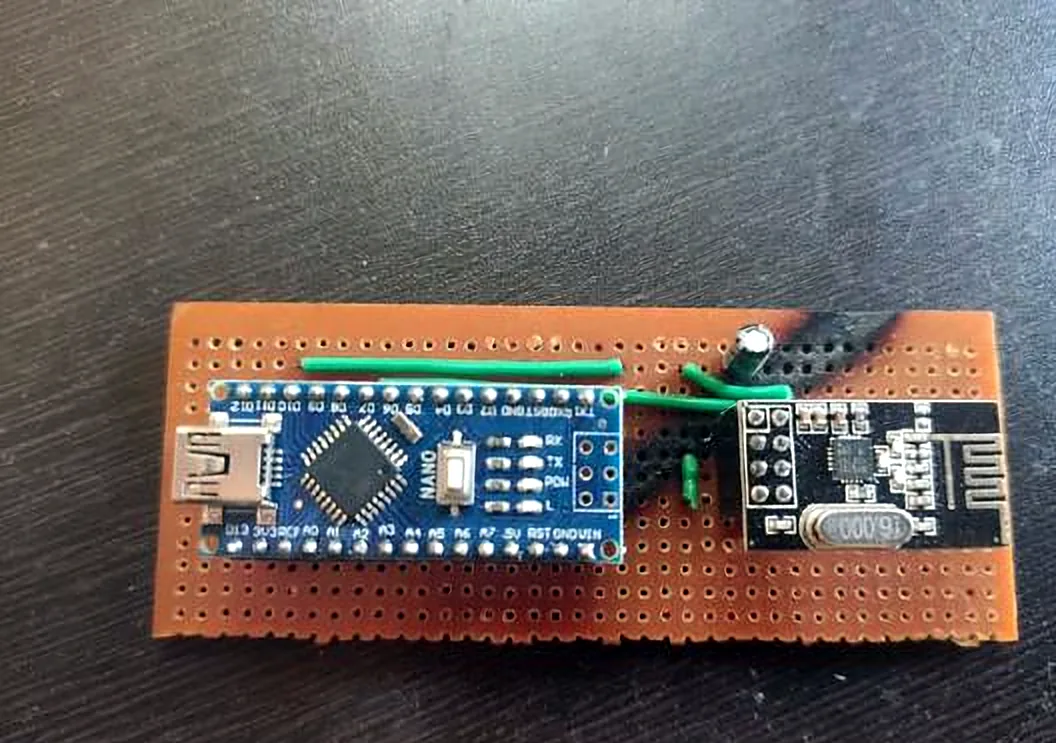 D12 D11 D10 D9 D8 D7 D6 D5 D4 D3 D2 GND RST RX0 TX1
RX
TX
POW
L
NANO
D13 3V3 REF A0 A1 A2 A3 A4 A5 A6 A7 5V RST GND VIN
16.000